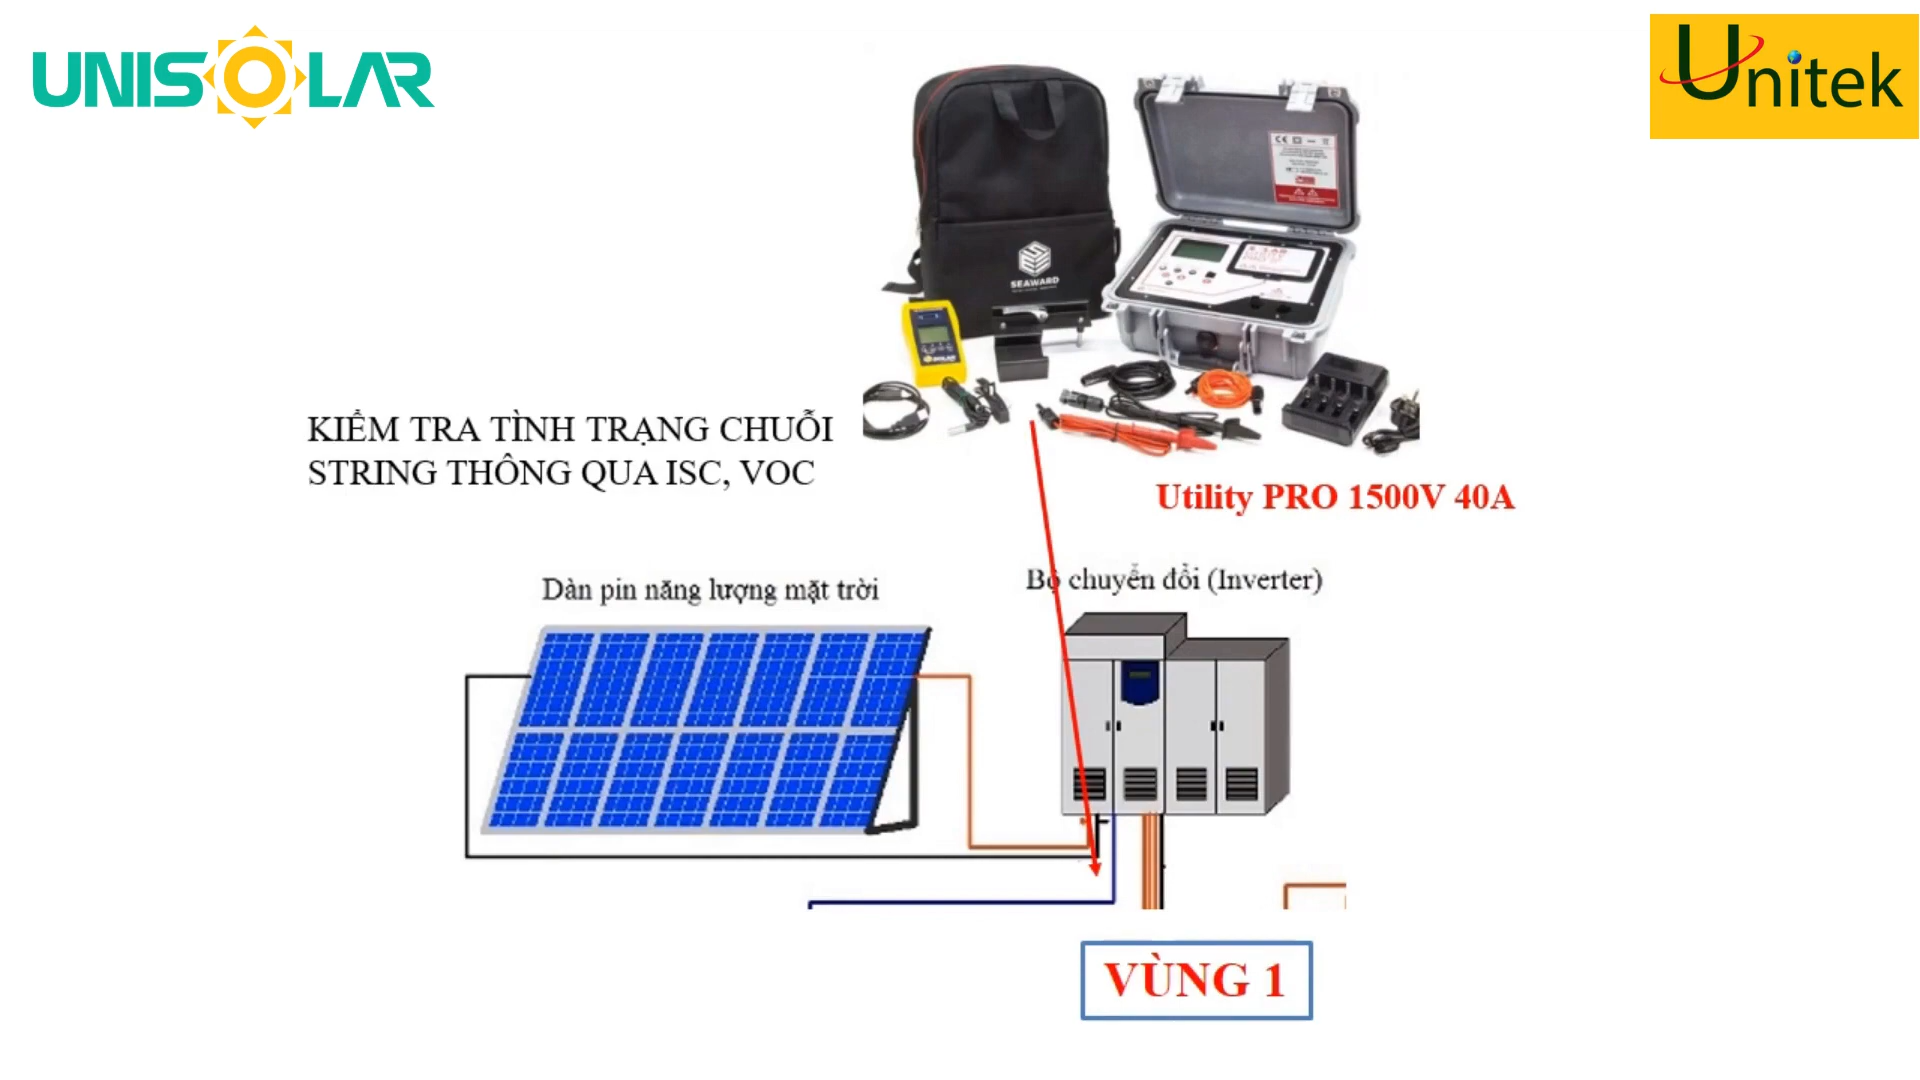 UNISOLAR
Unitek
SEAWARD
SOLAR
KIỂM TRA TÌNH TRẠNG CHUỖI
STRING THÔNG QUA ISC, VOC
Utility PRO 1500V 40A
Dàn pin năng lượng mặt trời
Bộ chuyển đổi (Inverter)
VÙNG 1